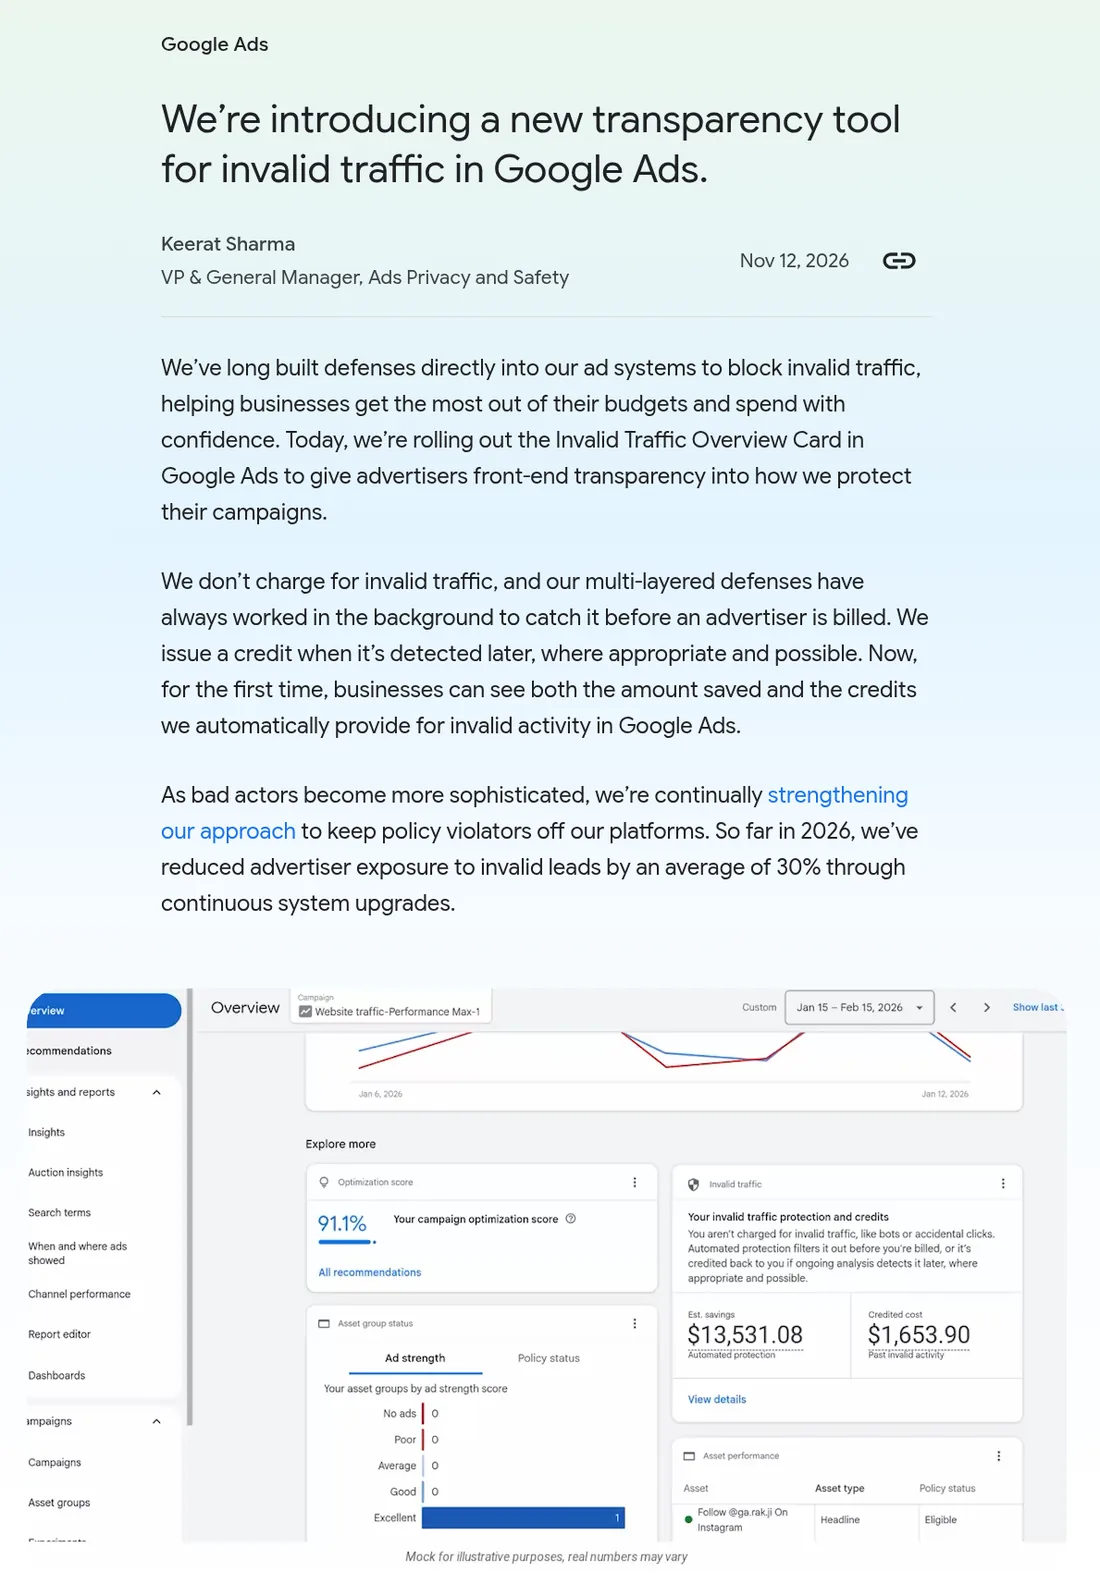 Google Ads
We're introducing a new transparency tool
for invalid traffic in Google Ads.
Keerat Sharma
VP & General Manager, Ads Privacy and Safety
Nov 12, 2026
We've long built defenses directly into our ad systems to block invalid traffic,
helping businesses get the most out of their budgets and spend with
confidence. Today, we're rolling out the Invalid Traffic Overview Card in
Google Ads to give advertisers front-end transparency into how we protect
their campaigns.
We don't charge for invalid traffic, and our multi-layered defenses have
always worked in the background to catch it before an advertiser is billed. We
issue a credit when it's detected later, where appropriate and possible. Now,
for the first time, businesses can see both the amount saved and the credits
we automatically provide for invalid activity in Google Ads.
As bad actors become more sophisticated, we're continually strengthening
our approach to keep policy violators off our platforms. So far in 2026, we've
reduced advertiser exposure to invalid leads by an average of 30% through
continuous system upgrades.
erview
ecommendations
sights and reports
Insights
Auction insights
Search terms
When and where ads
showed
Channel performance
Report editor
Dashboards
ampaigns
Campaigns
Asset groups
Overview
Campaign
Website traffic-Performance Max-1
Custom
Jan 15 – Feb 15, 2026
Show last
Jan 6, 2026
Jan 12, 2026
Explore more
Optimization score
91.1%
Your campaign optimization score
All recommendations
Asset group status
Ad strength
Policy status
Your asset groups by ad strength score
No ads 0
Poor 0
Average 0
Good 0
Excellent 1
Invalid traffic
Your invalid traffic protection and credits
You aren't charged for invalid traffic, like bots or accidental clicks.
Automated protection filters it out before you're billed, or it's
credited back to you if ongoing analysis detects it later, where
appropriate and possible.
Est. savings
$13,531.08
Automated protection
Credited cost
$1,653.90
Past invalid activity
View details
Asset performance
Asset
Asset type
Policy status
Follow @ga.rak.ji On
Instagram
Headline
Eligible
Mock for illustrative purposes, real numbers may vary